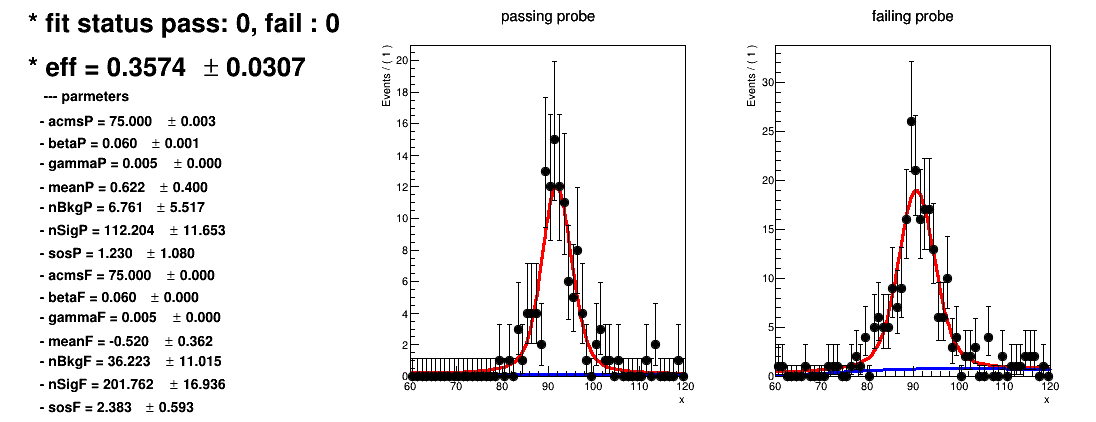 * fit status pass: 0, fail : 0
* eff = 0.3574 ± 0.0307
--- parmeters
- acmsP = 75.000 ± 0.003
- betaP = 0.060 ± 0.001
- gammaP = 0.005 ± 0.000
- meanP = 0.622 ± 0.400
- nBkgP = 6.761 ± 5.517
- nSigP = 112.204 ± 11.653
- sosP = 1.230 ± 1.080
- acmsF = 75.000 ± 0.000
- betaF = 0.060 ± 0.000
- gammaF = 0.005 ± 0.000
- meanF = -0.520 ± 0.362
- nBkgF = 36.223 ± 11.015
- nSigF = 201.762 ± 16.936
- sosF = 2.383 ± 0.593
passing probe
Events / ( 1 )
20
18
16
14
12
10
8
6
4
2
0
60 70 80 90 100 110 120
x
failing probe
Events / ( 1 )
30
25
20
15
10
5
0
60 70 80 90 100 110 120
x